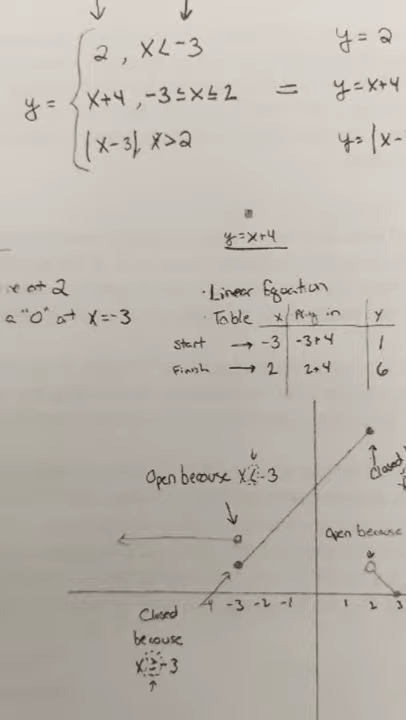 y = { 2 , x < -3
x+4 , -3 ≤ x ≤ 2
|x-3|, x > 2
=
y = 2
y = x+4
y = |x-
y = x+4
at 2
a "0" at x=-3
· Linear Equation
· Table x Plug in y
Start → -3 -3+4 1
Finish → 2 2+4 6
Open because x < -3
Closed
Open because
-4 -3 -2 -1 1 2 3
Closed
because
x ≥ -3